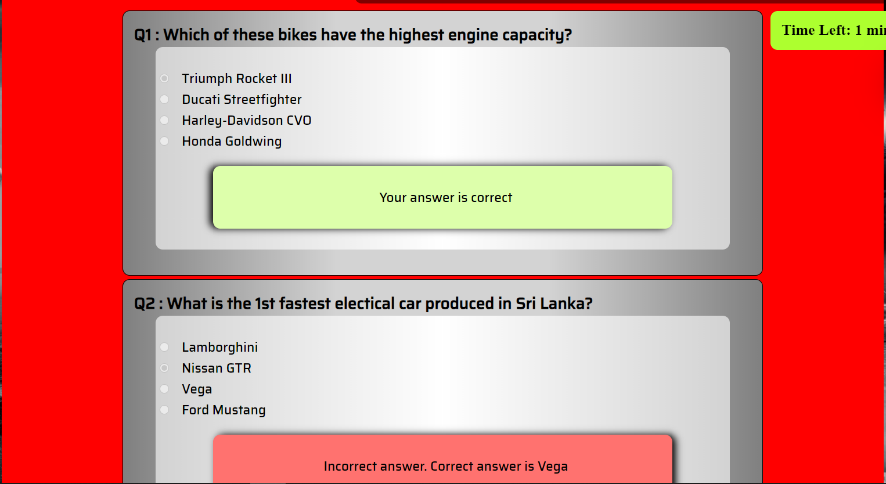 Q1 : Which of these bikes have the highest engine capacity?
Time Left: 1
Triumph Rocket III
Ducati Streetfighter
Harley-Davidson CVO
Honda Goldwing
Your answer is correct
Q2 : What is the 1st fastest electical car produced in Sri Lanka?
Lamborghini
Nissan GTR
Vega
Ford Mustang
Incorrect answer. Correct answer is Vega